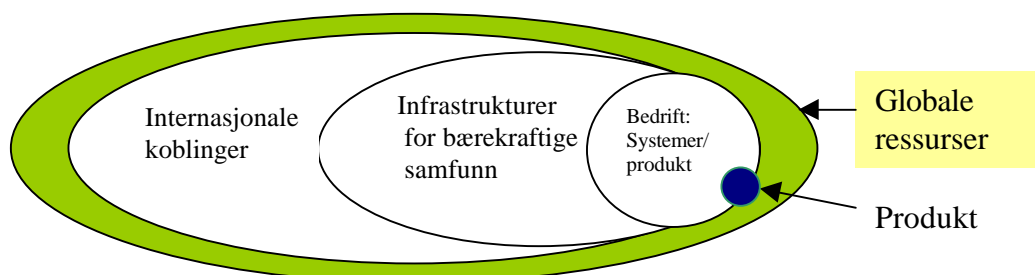 Internasjonale
koblinger
Infrastrukturer
for bærekraftige
samfunn
Bedrift:
Systemer/
produkt
Globale
ressurser
Produkt